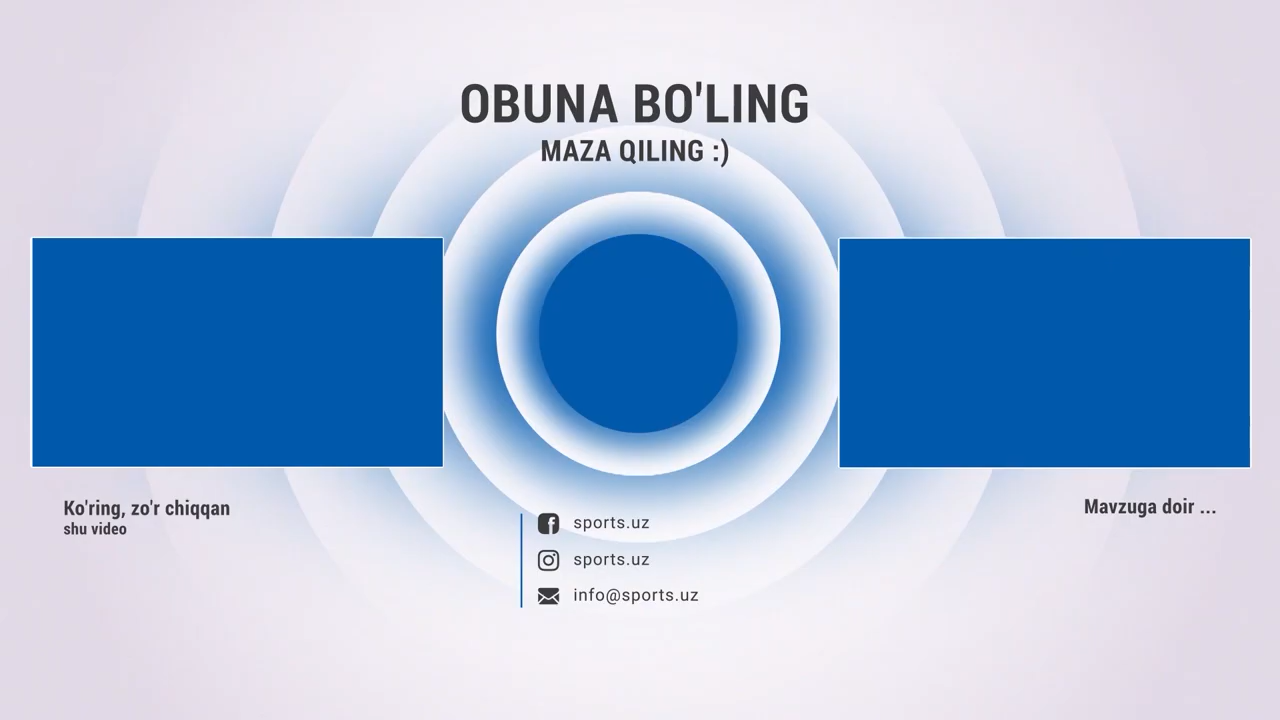 OBUNA BO'LING
MAZA QILING :)
Ko'ring, zo'r chiqqan
shu video
Mavzuga doir ...
sports.uz
sports.uz
info@sports.uz